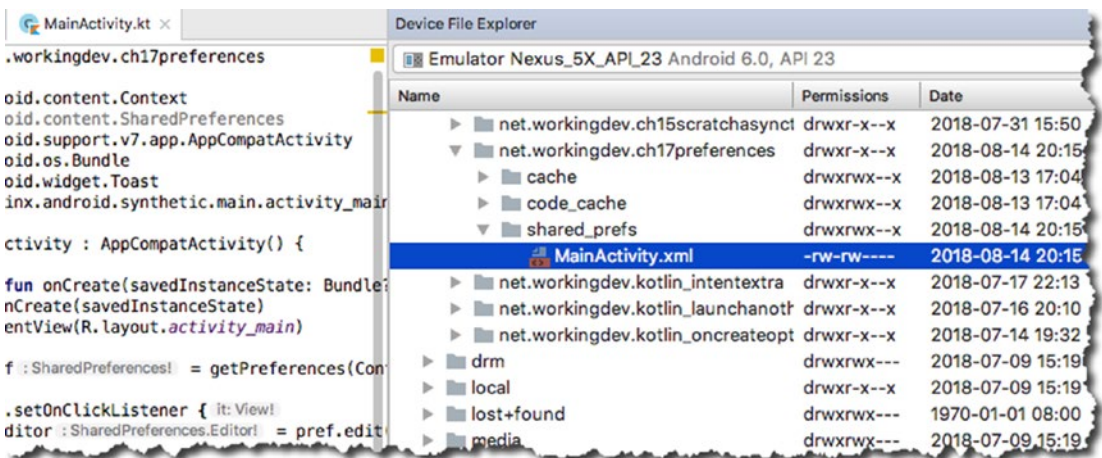 MainActivity.kt
.workingdev.ch17preferences
oid.content.Context
oid.content.SharedPreferences
oid.support.v7.app.AppCompatActivity
oid.os.Bundle
oid.widget.Toast
inx.android.synthetic.main.activity_main
ctivity : AppCompatActivity() {
fun onCreate(savedInstanceState: Bundle?
nCreate(savedInstanceState)
entView(R.layout.activity_main)
f : SharedPreferences! = getPreferences(Con
.setOnClickListener { it: View!
ditor : SharedPreferences.Editor! = pref.edit
Device File Explorer
Emulator Nexus_5X_API_23 Android 6.0, API 23
Name Permissions Date
net.workingdev.ch15scratchasynct drwxr-x--x 2018-07-31 15:50
net.workingdev.ch17preferences drwxr-x--x 2018-08-14 20:15
cache drwxrwx--x 2018-08-13 17:04
code_cache drwxrwx--x 2018-08-13 17:04
shared_prefs drwxrwx--x 2018-08-14 20:15
MainActivity.xml -rw-rw---- 2018-08-14 20:15
net.workingdev.kotlin_intentextra drwxr-x--x 2018-07-17 22:13
net.workingdev.kotlin_launchanoth drwxr-x--x 2018-07-16 20:10
net.workingdev.kotlin_oncreateopt drwxr-x--x 2018-07-14 19:32
drm drwxrwx--- 2018-07-09 15:19
local drwxr-x--x 2018-07-09 15:19
lost+found drwxrwx--- 1970-01-01 08:00
media drwxrwx--- 2018-07-09 15:19